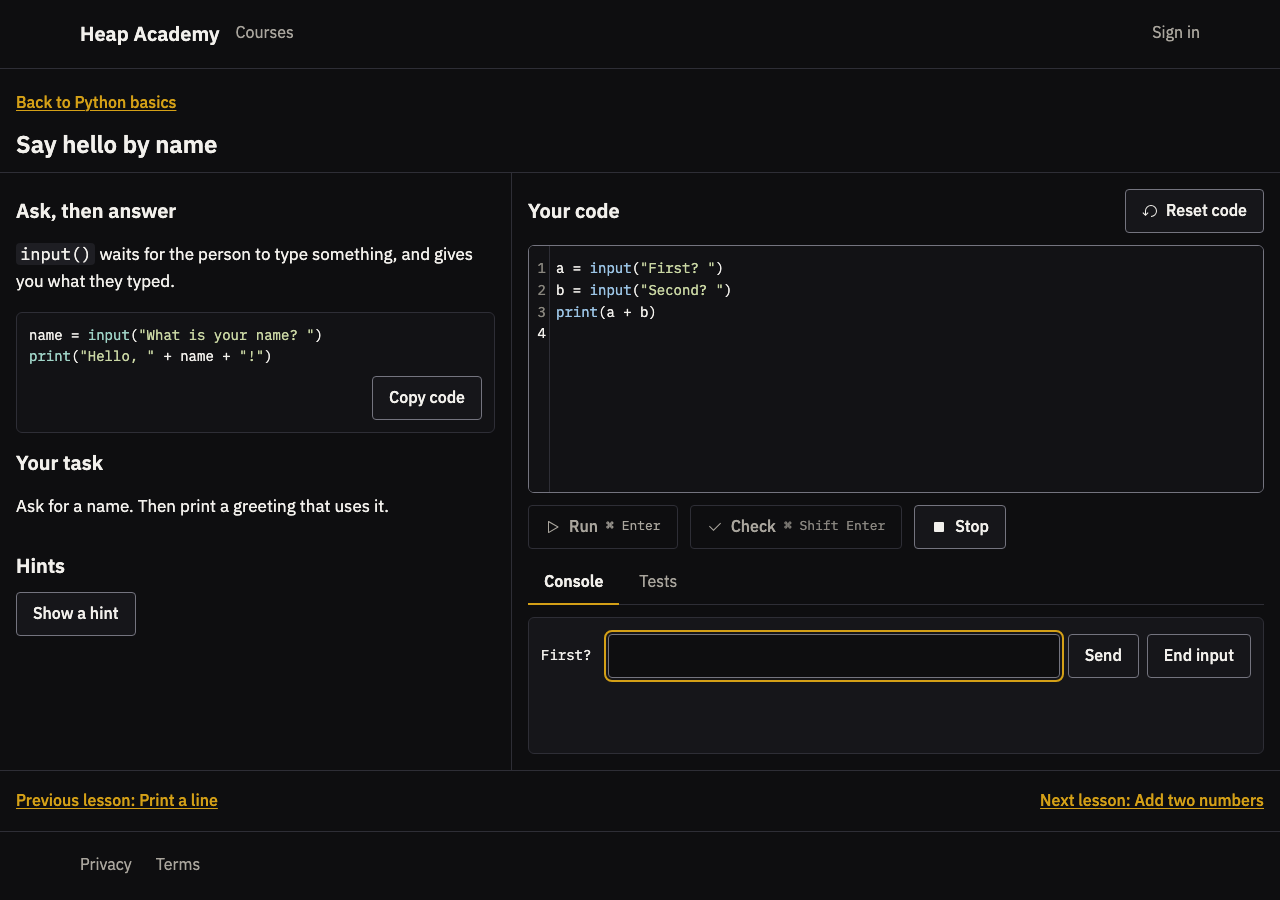 Heap Academy Courses Sign in
Back to Python basics
Say hello by name
Ask, then answer
input() waits for the person to type something, and gives
you what they typed.
name = input("What is your name? ")
print("Hello, " + name + "!")
Copy code
Your task
Ask for a name. Then print a greeting that uses it.
Hints
Show a hint
Your code
Reset code
1 a = input("First? ")
2 b = input("Second? ")
3 print(a + b)
4
Run ⌘ Enter Check ⌘ Shift Enter Stop
Console Tests
First? Send End input
Previous lesson: Print a line Next lesson: Add two numbers
Privacy Terms